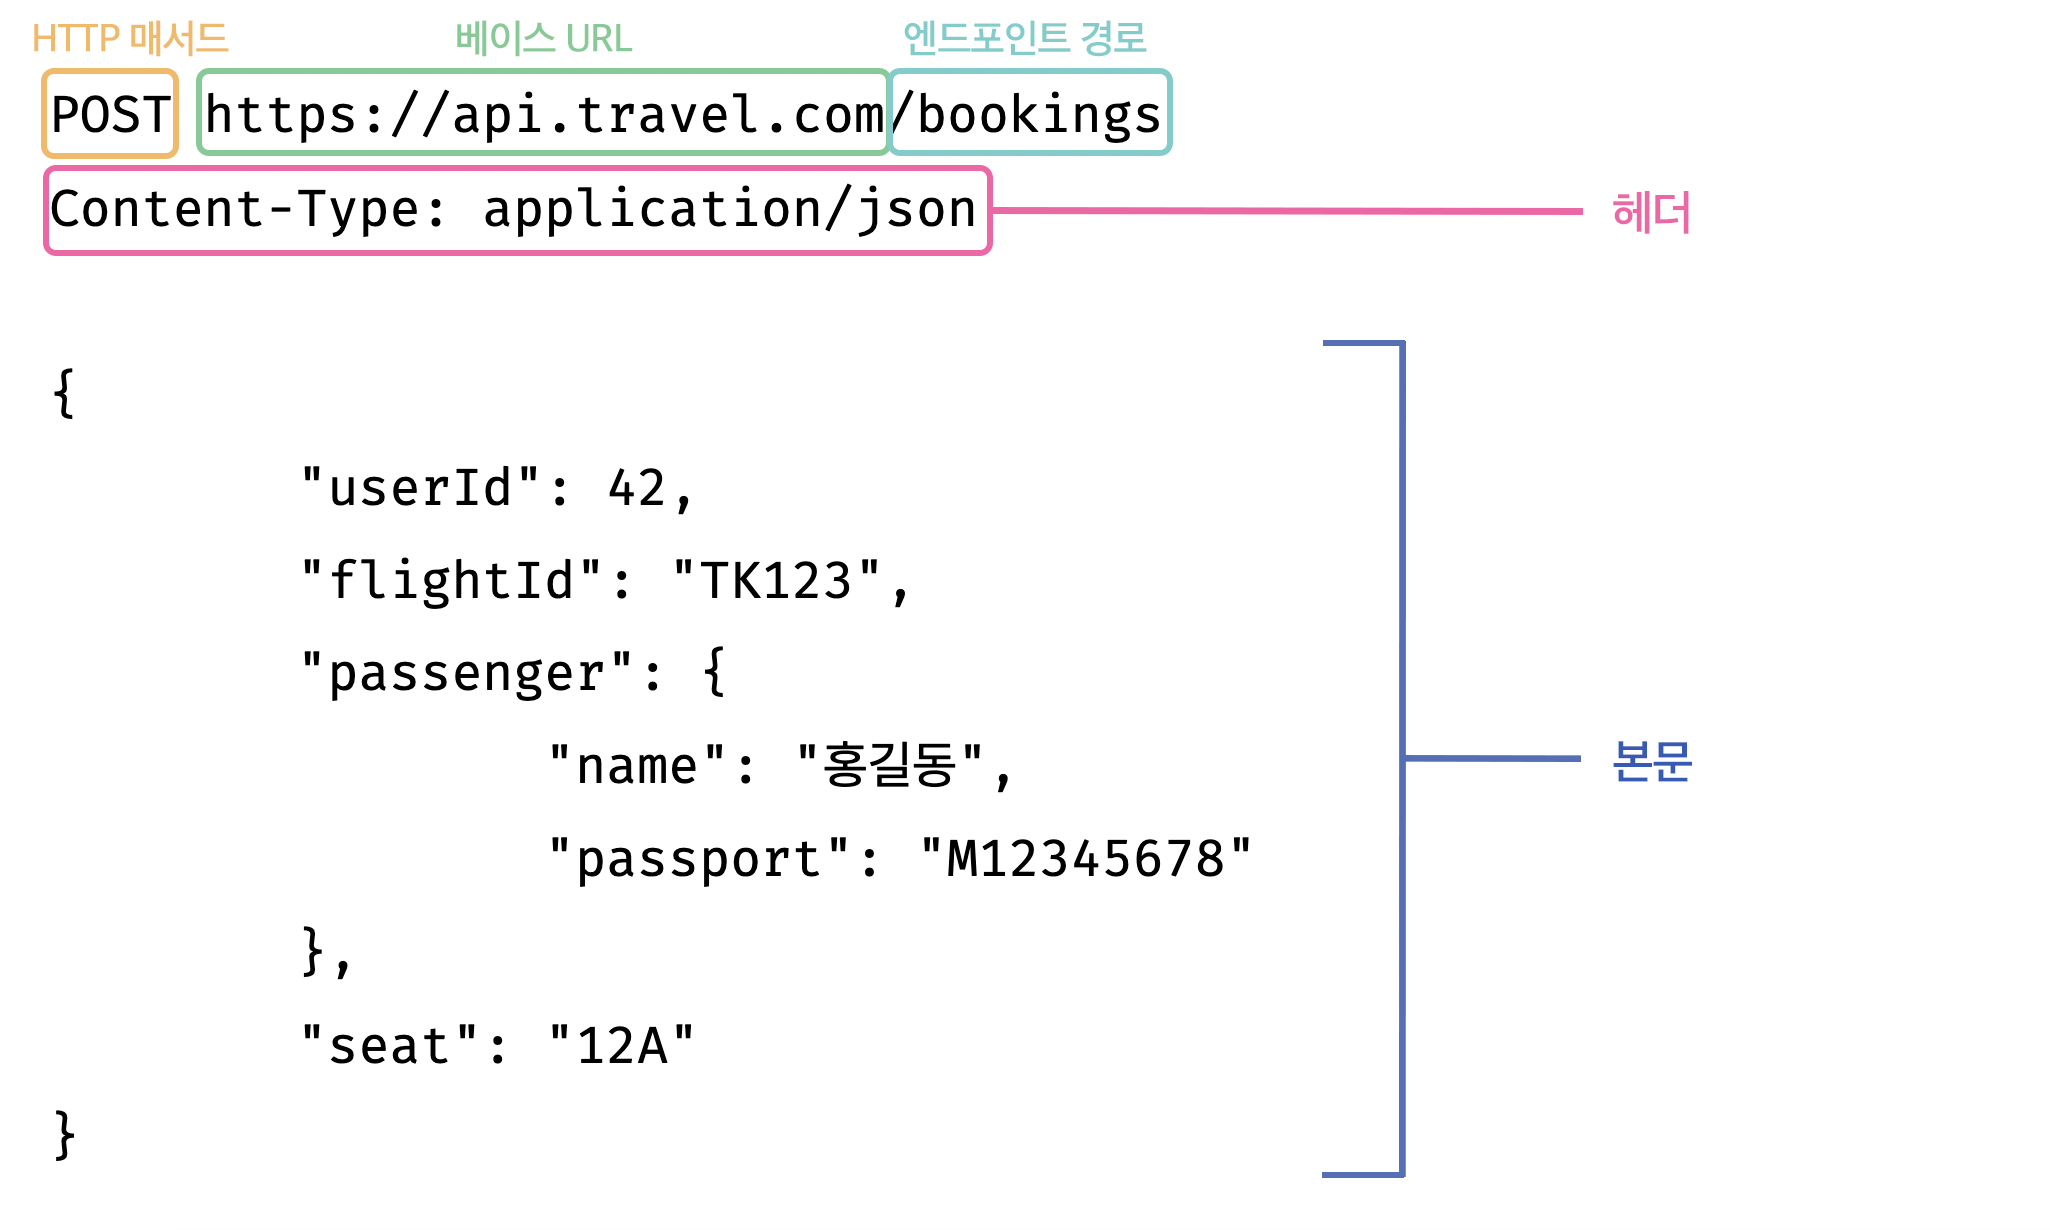 HTTP 매서드 베이스 URL 엔드포인트 경로
POST https://api.travel.com/bookings
Content-Type: application/json 헤더
{
"userId": 42,
"flightId": "TK123",
"passenger": {
"name": "홍길동",
본문
"passport": "M12345678"
},
"seat": "12A"
}